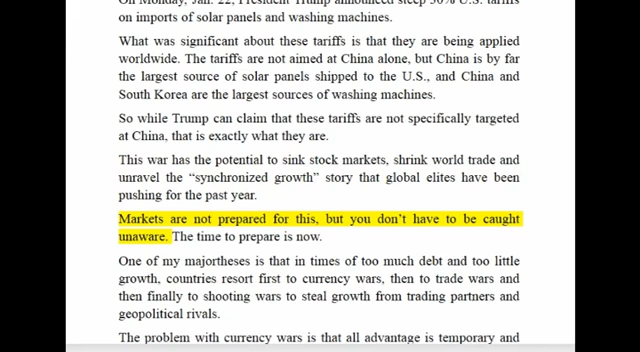 On Monday, Jan. 22, President Trump announced steep 30% U.S. tariffs
on imports of solar panels and washing machines.
What was significant about these tariffs is that they are being applied
worldwide. The tariffs are not aimed at China alone, but China is by far
the largest source of solar panels shipped to the U.S., and China and
South Korea are the largest sources of washing machines.
So while Trump can claim that these tariffs are not specifically targeted
at China, that is exactly what they are.
This war has the potential to sink stock markets, shrink world trade and
unravel the “synchronized growth” story that global elites have been
pushing for the past year.
Markets are not prepared for this, but you don’t have to be caught
unaware. The time to prepare is now.
One of my majortheses is that in times of too much debt and too little
growth, countries resort first to currency wars, then to trade wars and
then finally to shooting wars to steal growth from trading partners and
geopolitical rivals.
The problem with currency wars is that all advantage is temporary and